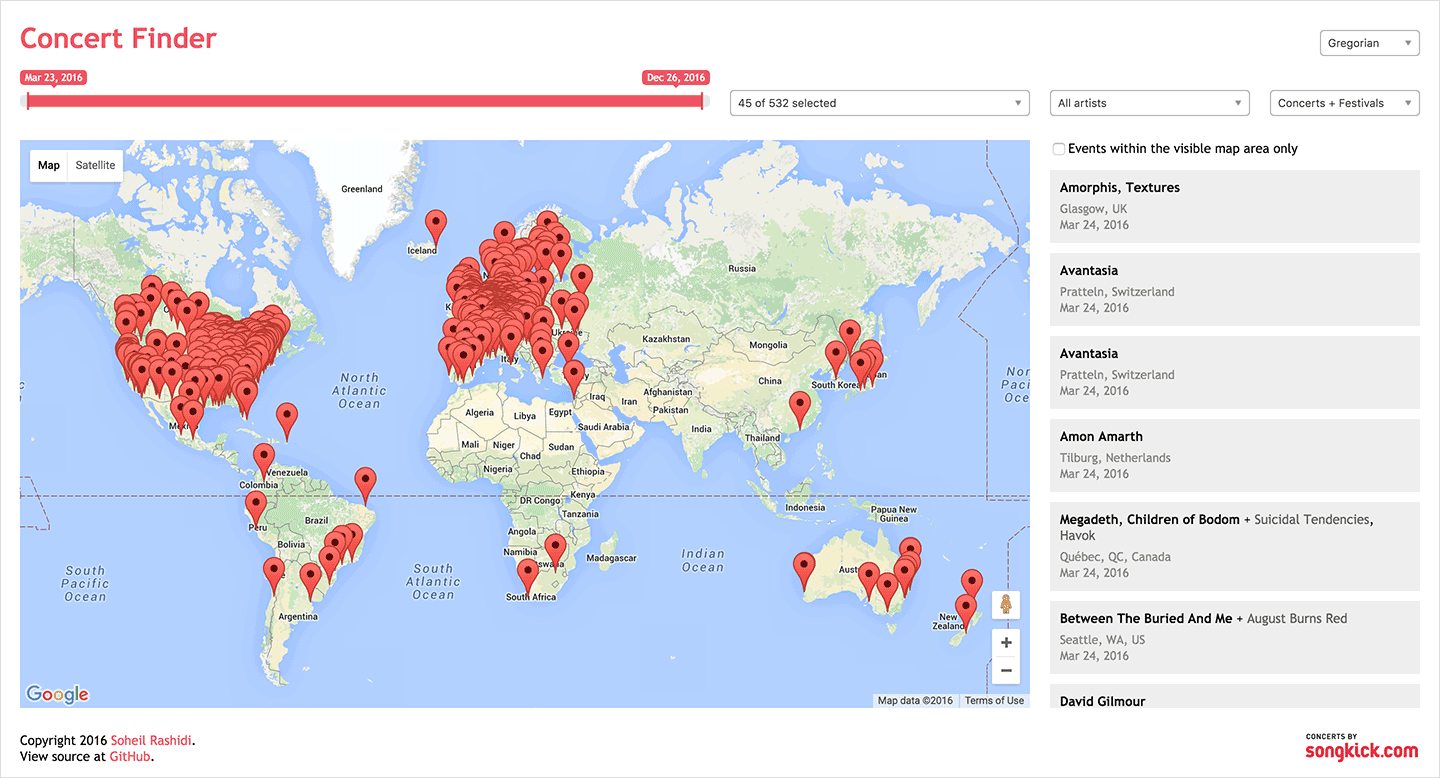 Concert Finder
Gregorian
Mar 23, 2016
Dec 26, 2016
45 of 532 selected
All artists
Concerts + Festivals
Map
Satellite
Events within the visible map area only
Greenland
Iceland
Russia
Kazakhstan
Mongolia
China
South Korea
Afghanistan
Iraq
Iran
Pakistan
India
Thailand
Italy
Algeria
Libya
Egypt
Saudi Arabia
Mali
Niger
Sudan
Chad
Nigeria
Ethiopia
DR Congo
Kenya
Tanzania
Angola
Namibia
Madagascar
South Africa
Indonesia
Papua New
Guinea
New
Zealand
North
Atlantic
Ocean
Venezuela
Colombia
Peru
Brazil
Bolivia
Argentina
South
Pacific
Ocean
South
Atlantic
Ocean
Indian
Ocean
Google
Map data ©2016
Terms of Use
Amorphis, Textures
Glasgow, UK
Mar 24, 2016
Avantasia
Pratteln, Switzerland
Mar 24, 2016
Avantasia
Pratteln, Switzerland
Mar 24, 2016
Amon Amarth
Tilburg, Netherlands
Mar 24, 2016
Megadeth, Children of Bodom + Suicidal Tendencies,
Havok
Québec, QC, Canada
Mar 24, 2016
Between The Buried And Me + August Burns Red
Seattle, WA, US
Mar 24, 2016
David Gilmour
Copyright 2016 Soheil Rashidi.
View source at GitHub.
CONCERTS BY
songkick.com